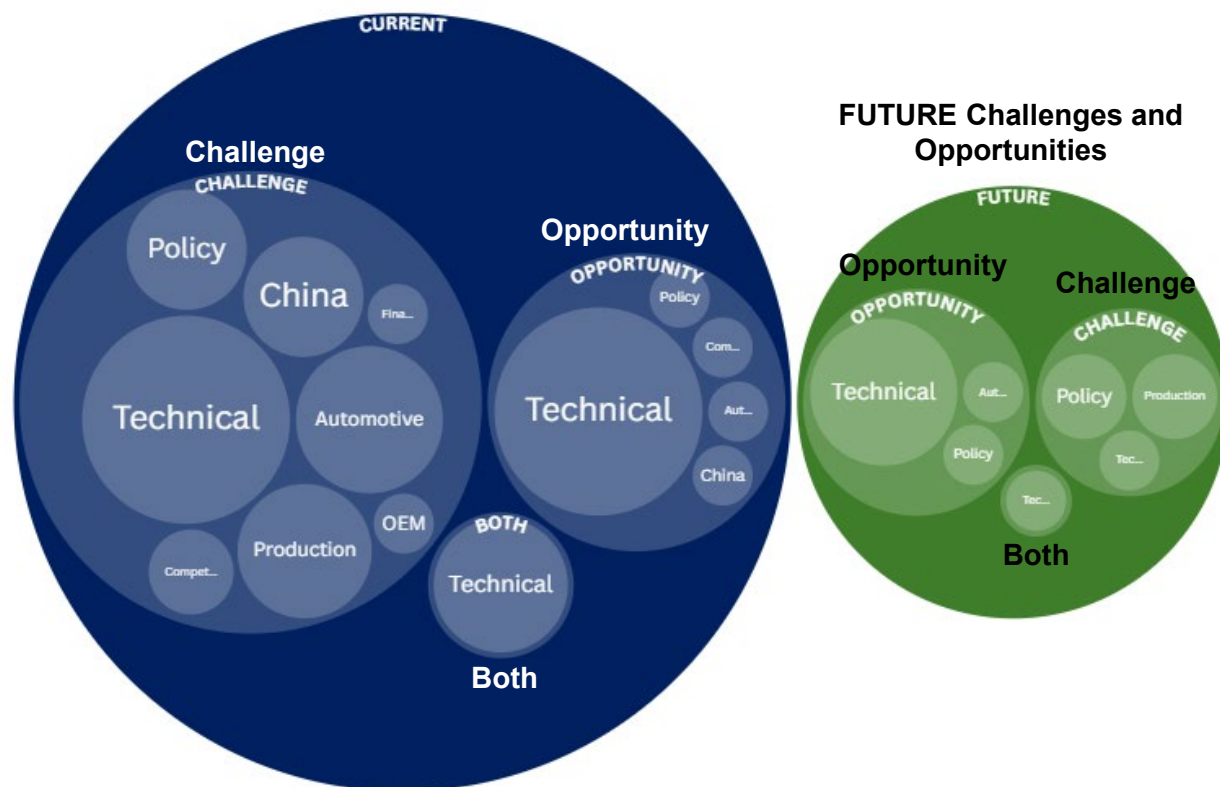 CURRENT
Challenge
CHALLENGE
Policy
China
Fina...
Technical
Automotive
OEM
Production
Compet...
Opportunity
OPPORTUNITY
Policy
Com...
Technical
Aut...
China
BOTH
Technical
Both
FUTURE Challenges and
Opportunities
FUTURE
Opportunity
OPPORTUNITY
Technical
Aut...
Policy
Challenge
CHALLENGE
Policy
Production
Tec...
Tec...
Both